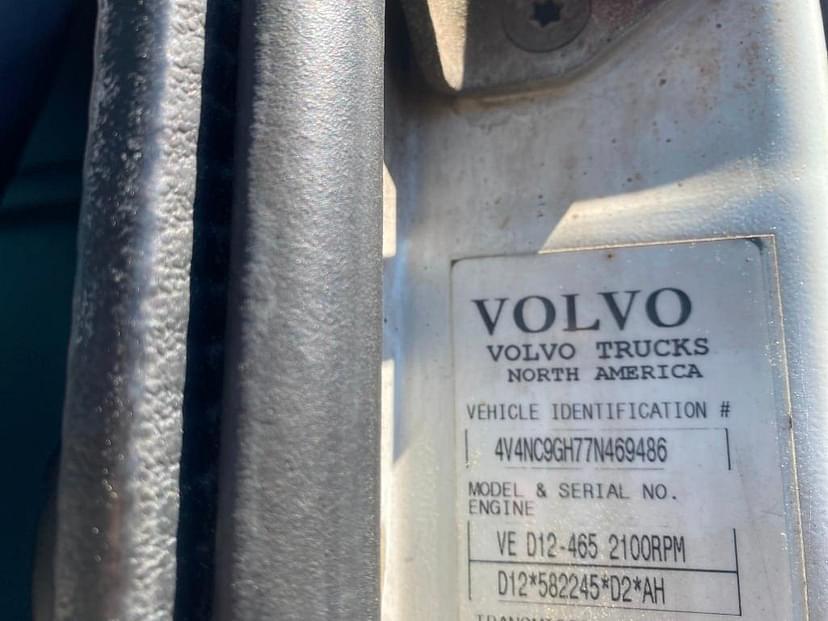 VOLVO
VOLVO TRUCKS
NORTH AMERICA
VEHICLE IDENTIFICATION #
4V4NC9GH77N469486
MODEL & SERIAL NO.
ENGINE
VE D12-465 2100RPM
D12*582245*D2*AH